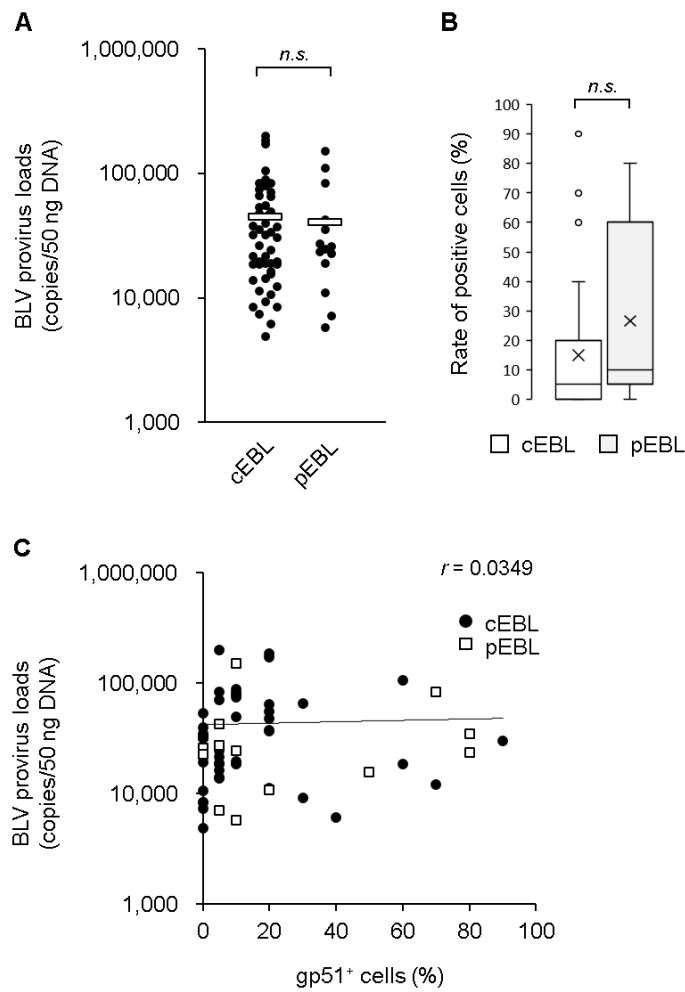 A
BLV provirus loads
(copies/50 ng DNA)
1,000,000
100,000
10,000
1,000
n.s.
cEBL
pEBL
B
Rate of positive cells (%)
100
90
80
70
60
50
40
30
20
10
0
n.s.
cEBL pEBL
C
BLV provirus loads
(copies/50 ng DNA)
1,000,000
100,000
10,000
1,000
r = 0.0349
cEBL
pEBL
0 20 40 60 80 100
gp51⁺ cells (%)